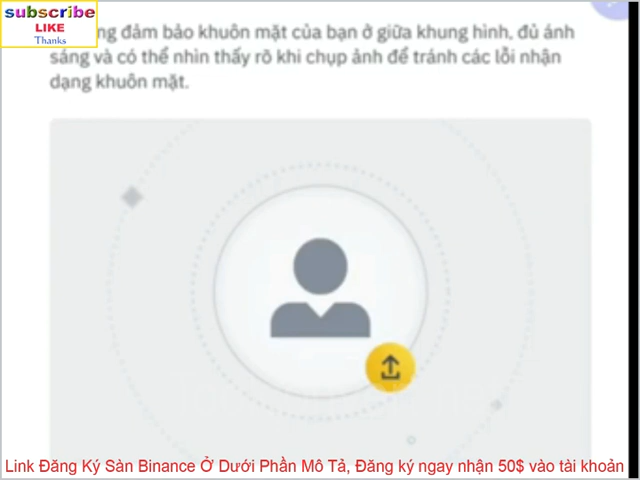 subscribe
LIKE
Thanks
ng đảm bảo khuôn mặt của bạn ở giữa khung hình, đủ ánh
sáng và có thể nhìn thấy rõ khi chụp ảnh để tránh các lỗi nhận
dạng khuôn mặt.
Link Đăng Ký Sàn Binance Ở Dưới Phần Mô Tả, Đăng ký ngay nhận 50$ vào tài khoản